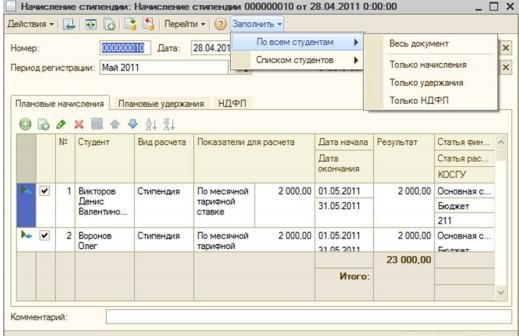 Начисление стипендии: Начисление стипендии 000000010 от 28.04.2011 0:00:00
Действия Перейти Заполнить
По всем студентам
Списком студентов
Весь документ
Только начисления
Только удержания
Только НДФЛ
Номер: 000000010 Дата: 28.04.201
Период регистрации: Май 2011
Плановые начисления Плановые удержания НДФЛ
№ Студент Вид расчета Показатели для расчета Дата начала Результат Статья фин...
Дата окончания Статья рас...
КОСГУ
1 Викторов Денис Валентино... Стипендия По месячной тарифной ставке 2 000,00 01.05.2011 2 000,00 Основная с...
31.05.2011 Бюджет
211
2 Воронов Олег Стипендия По месячной тарифной 2 000,00 01.05.2011 2 000,00 Основная с...
31.05.2011 Бюджет
Итого: 23 000,00
Комментарий: